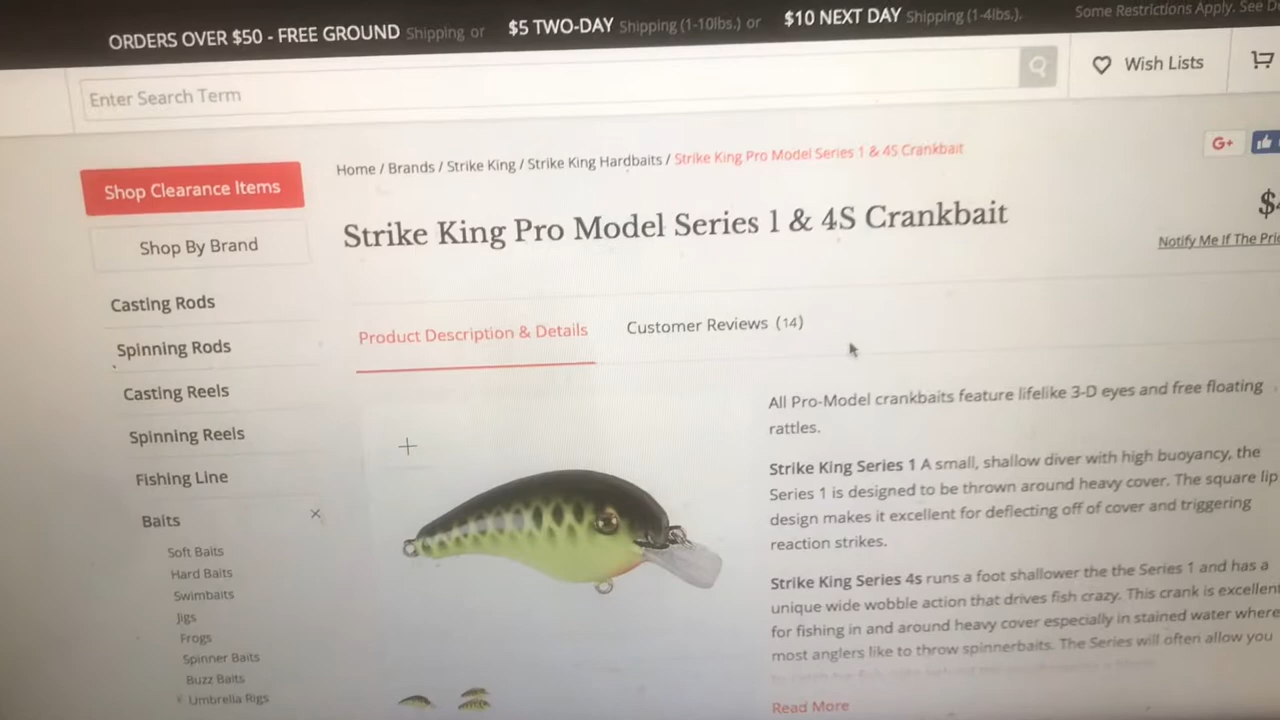 ORDERS OVER $50 - FREE GROUND Shipping or $5 TWO-DAY Shipping (1-10lbs.) or $10 NEXT DAY Shipping (1-4lbs.). Some Restrictions Apply. See
Enter Search Term
Wish Lists
Home / Brands / Strike King / Strike King Hardbaits / Strike King Pro Model Series 1 & 4S Crankbait
G+
Shop Clearance Items
Strike King Pro Model Series 1 & 4S Crankbait
$
Shop By Brand
Notify Me If The
Casting Rods
Product Description & Details
Customer Reviews (14)
Spinning Rods
Casting Reels
Spinning Reels
Fishing Line
Baits
Soft Baits
Hard Baits
Swimbaits
Jigs
Frogs
Spinner Baits
Buzz Baits
Umbrella Rigs
All Pro-Model crankbaits feature lifelike 3-D eyes and free floating
rattles.
Strike King Series 1 A small, shallow diver with high buoyancy, the
Series 1 is designed to be thrown around heavy cover. The square lip
design makes it excellent for deflecting off of cover and triggering
reaction strikes.
Strike King Series 4s runs a foot shallower the the Series 1 and has a
unique wide wobble action that drives fish crazy. This crank is excellent
for fishing in and around heavy cover especially in stained water where
most anglers like to throw spinnerbaits. The Series will often allow you
Read More